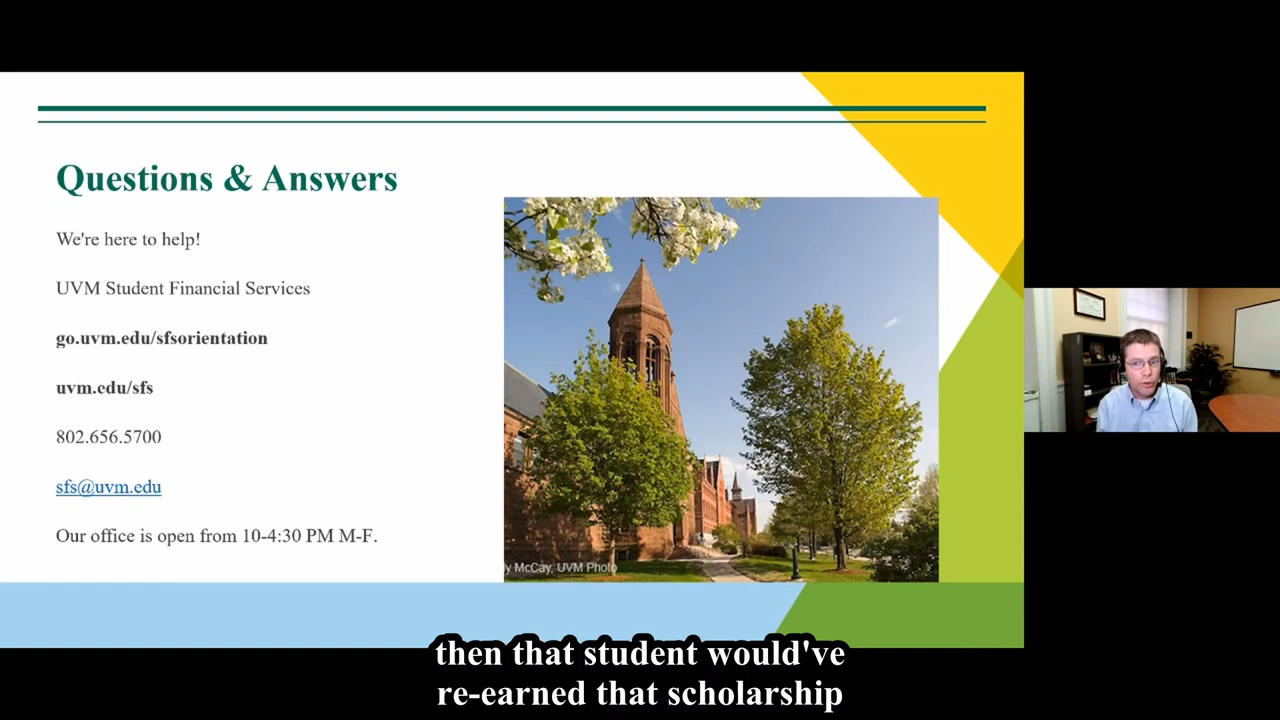 Questions & Answers
We're here to help!
UVM Student Financial Services
go.uvm.edu/sfsorientation
uvm.edu/sfs
802.656.5700
sfs@uvm.edu
Our office is open from 10-4:30 PM M-F.
McCay, UVM Photo
then that student would've
re-earned that scholarship